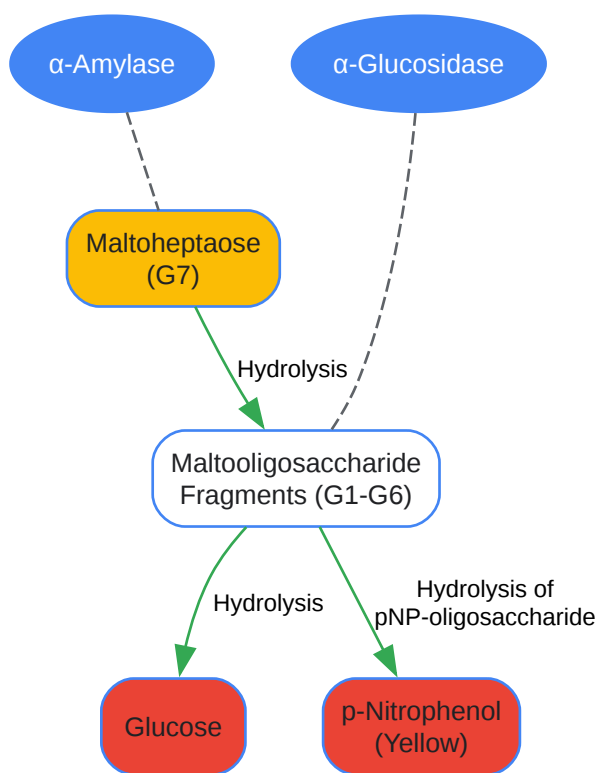 α-Amylase
α-Glucosidase
Maltoheptaose
(G7)
Hydrolysis
Maltooligosaccharide
Fragments (G1-G6)
Hydrolysis
Hydrolysis of
pNP-oligosaccharide
Glucose
p-Nitrophenol
(Yellow)